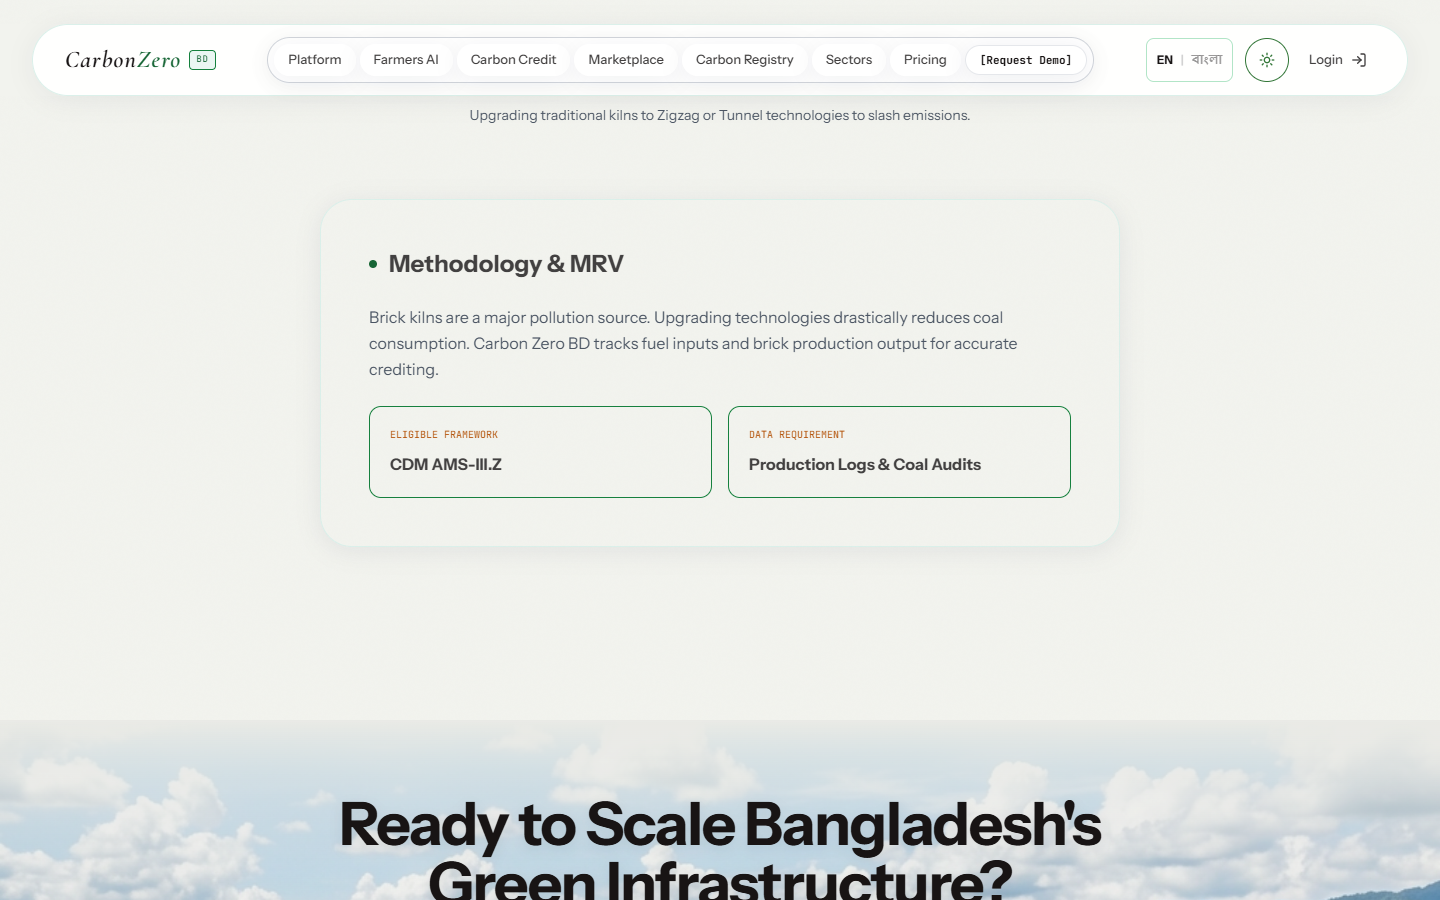 CarbonZero BD
Platform
Farmers AI
Carbon Credit
Marketplace
Carbon Registry
Sectors
Pricing
[Request Demo]
EN | বাংলা
Login
Upgrading traditional kilns to Zigzag or Tunnel technologies to slash emissions.
Methodology & MRV
Brick kilns are a major pollution source. Upgrading technologies drastically reduces coal
consumption. Carbon Zero BD tracks fuel inputs and brick production output for accurate
crediting.
ELIGIBLE FRAMEWORK
CDM AMS-III.Z
DATA REQUIREMENT
Production Logs & Coal Audits
Ready to Scale Bangladesh's
Green Infrastructure?